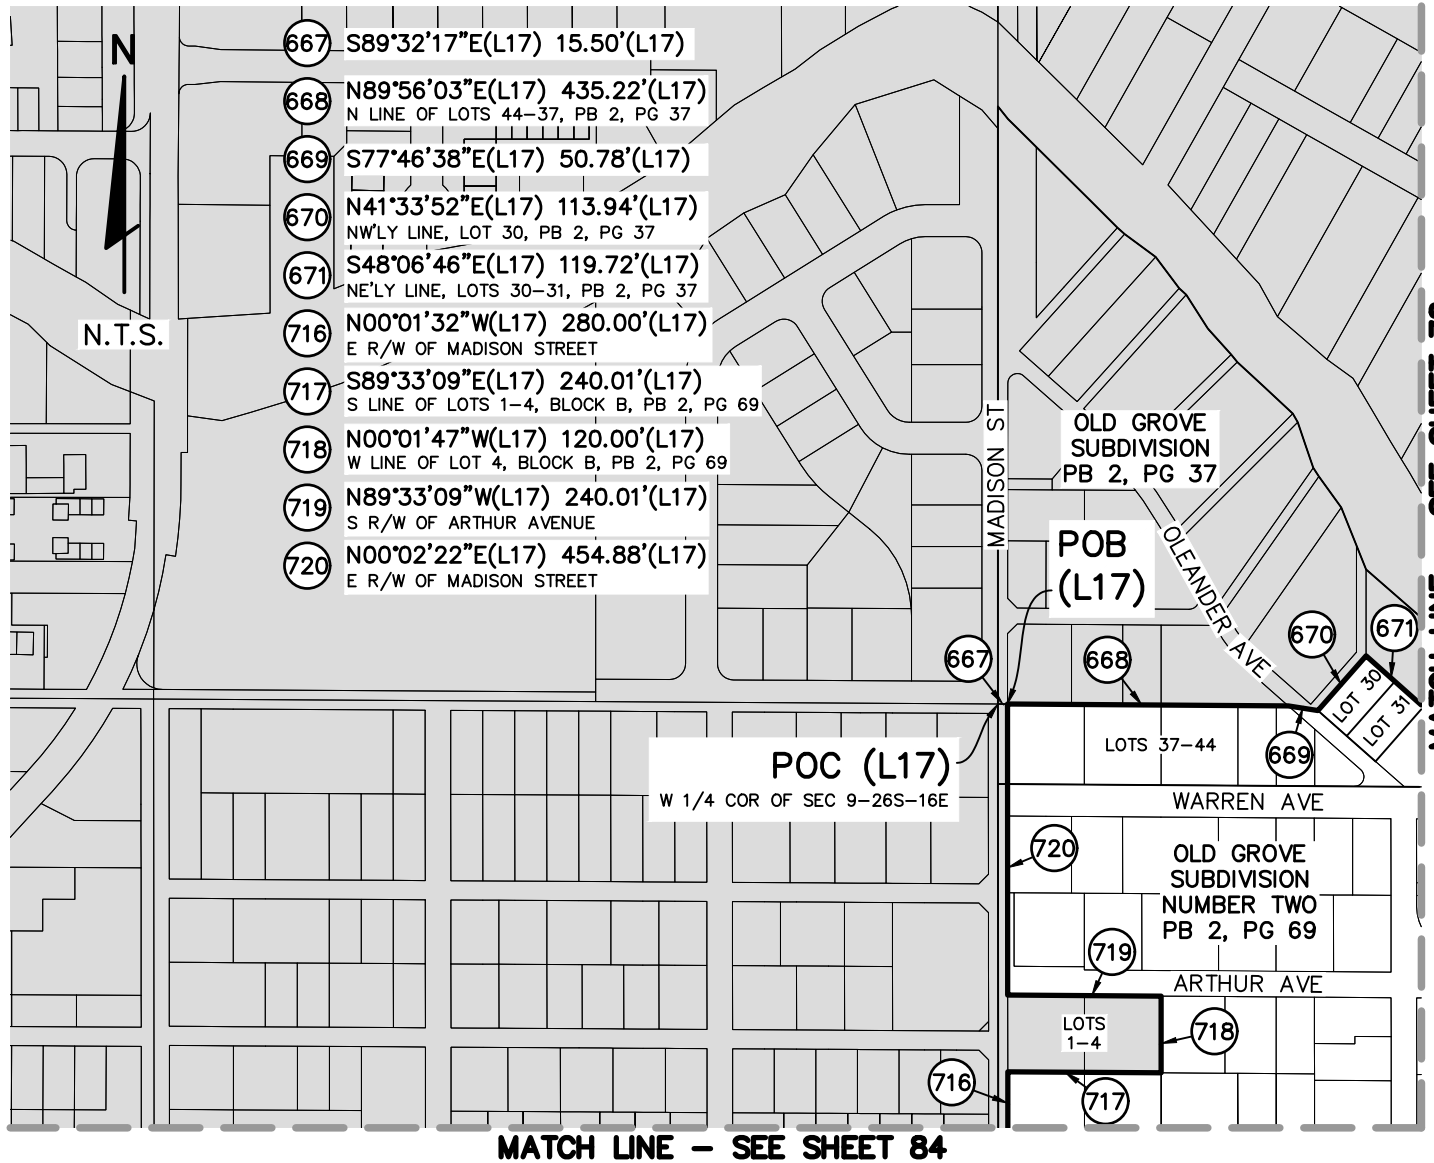 N
N.T.S.
667 S89°32'17"E(L17) 15.50'(L17)
668 N89°56'03"E(L17) 435.22'(L17)
N LINE OF LOTS 44-37, PB 2, PG 37
669 S77°46'38"E(L17) 50.78'(L17)
670 N41°33'52"E(L17) 113.94'(L17)
NW'LY LINE, LOT 30, PB 2, PG 37
671 S48°06'46"E(L17) 119.72'(L17)
NE'LY LINE, LOTS 30-31, PB 2, PG 37
716 N00°01'32"W(L17) 280.00'(L17)
E R/W OF MADISON STREET
717 S89°33'09"E(L17) 240.01'(L17)
S LINE OF LOTS 1-4, BLOCK B, PB 2, PG 69
718 N00°01'47"W(L17) 120.00'(L17)
W LINE OF LOT 4, BLOCK B, PB 2, PG 69
719 N89°33'09"W(L17) 240.01'(L17)
S R/W OF ARTHUR AVENUE
720 N00°02'22"E(L17) 454.88'(L17)
E R/W OF MADISON STREET
MADISON ST
OLD GROVE
SUBDIVISION
PB 2, PG 37
OLEANDER AVE
POB
(L17)
667
668
670
671
LOT 30
LOT 31
669
LOTS 37-44
POC (L17)
W 1/4 COR OF SEC 9-26S-16E
WARREN AVE
720
OLD GROVE
SUBDIVISION
NUMBER TWO
PB 2, PG 69
719
ARTHUR AVE
LOTS
1-4
718
716
717
MATCH LINE - SEE SHEET 84